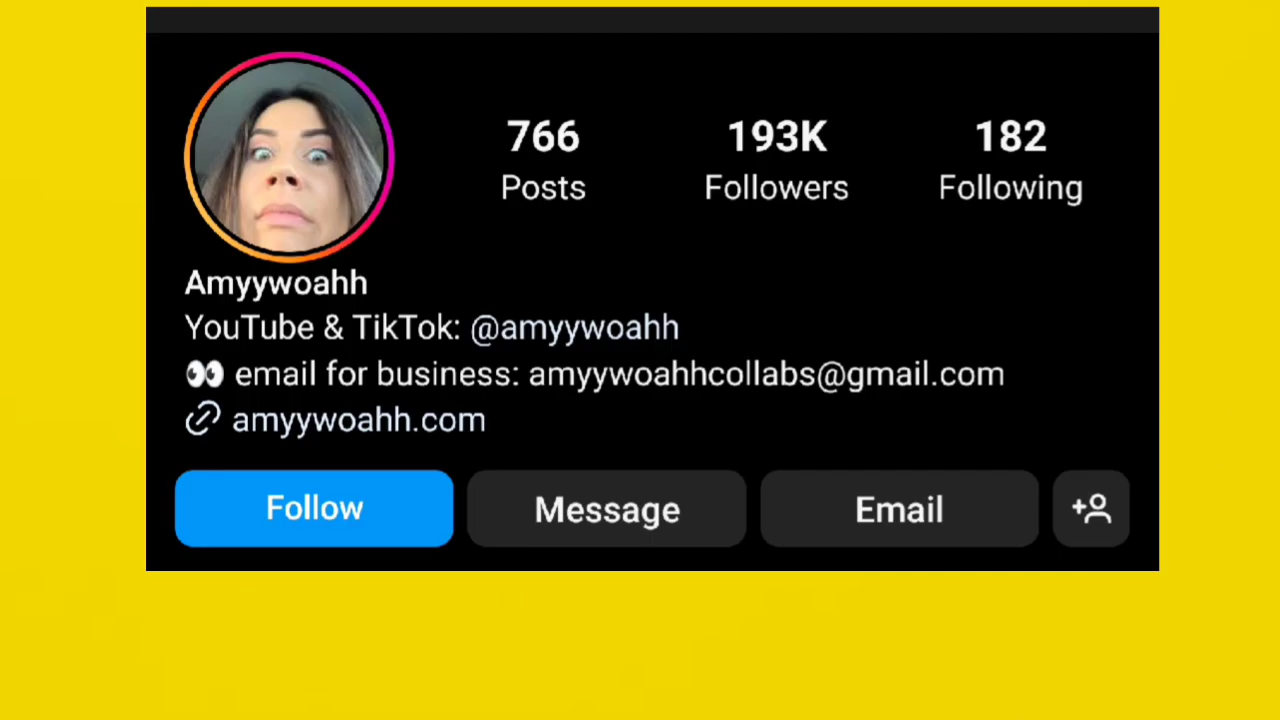 766 193K 182
Posts Followers Following
Amyywoahh
YouTube & TikTok: @amyywoahh
👀 email for business: amyywoahhcollabs@gmail.com
amyywoahh.com
Follow Message Email